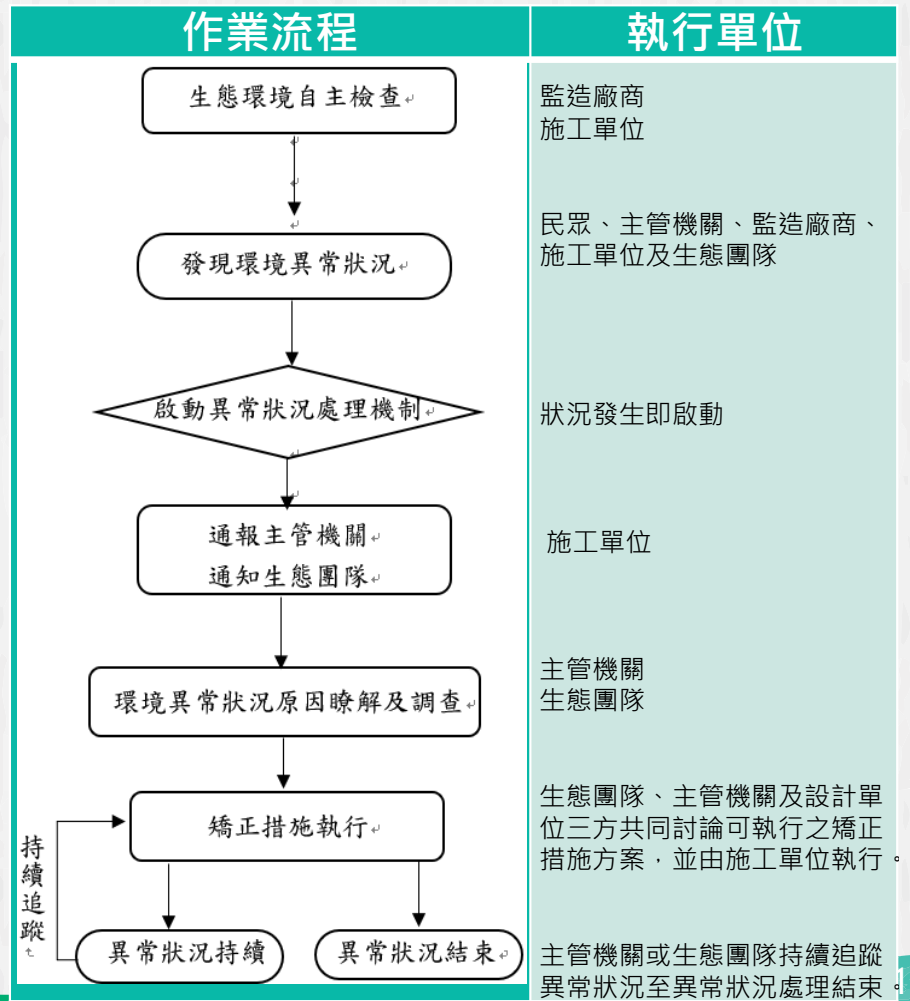 作業流程
執行單位
生態環境自主檢查
監造廠商
施工單位
發現環境異常狀況
民眾、主管機關、監造廠商、
施工單位及生態團隊
啟動異常狀況處理機制
狀況發生即啟動
通報主管機關
通知生態團隊
施工單位
環境異常狀況原因瞭解及調查
主管機關
生態團隊
矯正措施執行
生態團隊、主管機關及設計單
位三方共同討論可執行之矯正
措施方案，並由施工單位執行。
持續追蹤
異常狀況持續
異常狀況結束
主管機關或生態團隊持續追蹤
異常狀況至異常狀況處理結束。
1